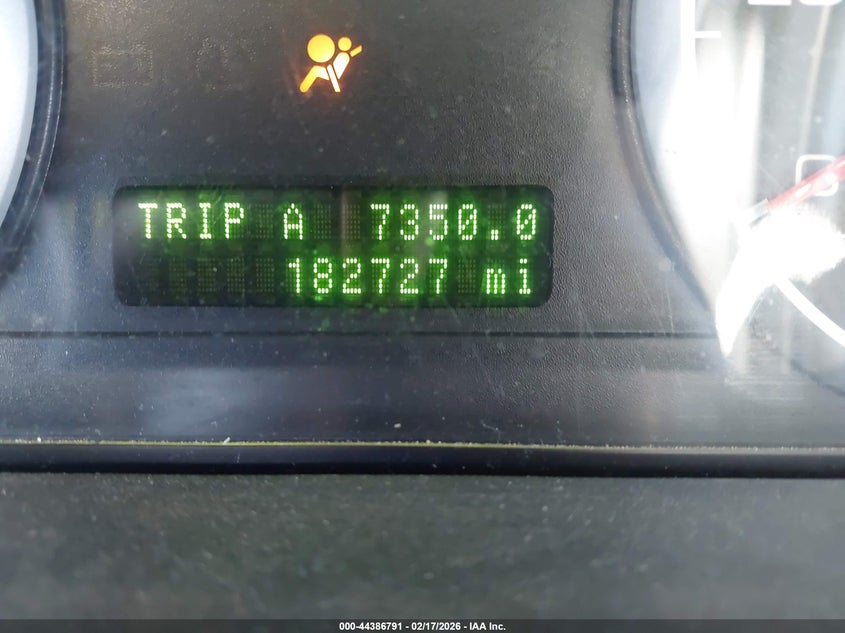 TRIP A 7350.0
182727 mi
000-44386791 - 02/17/2026 - IAA Inc.